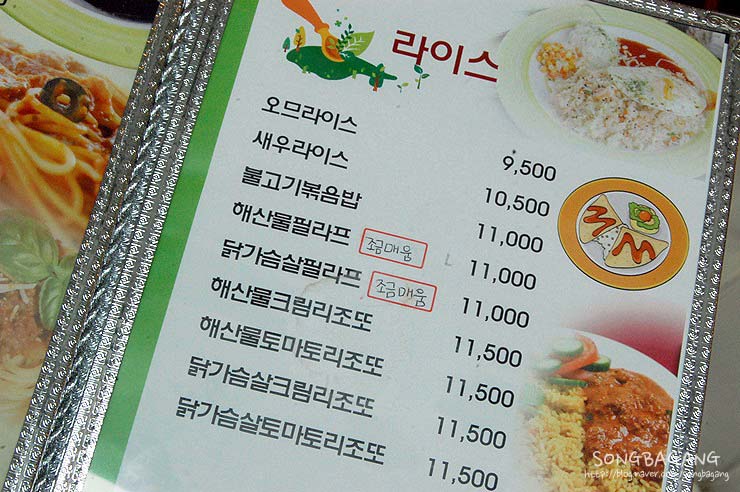 라이스
오므라이스 9,500
새우라이스 10,500
불고기볶음밥 11,000
해산물필라프 조금매움 11,000
닭가슴살필라프 조금매움 11,000
해산물크림리조또 11,500
해산물토마토리조또 11,500
닭가슴살크림리조또 11,500
닭가슴살토마토리조또 11,500
SONGBAGANG
http://blog.naver.com/songbagang